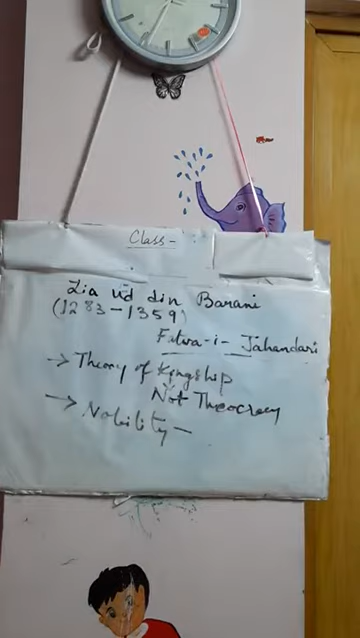 Class-
Zia ud din Barani
(1283-1359)
Fatwa-i- Jahandari
→ Theory of Kingship
Not Theocracy
→ Nobility -